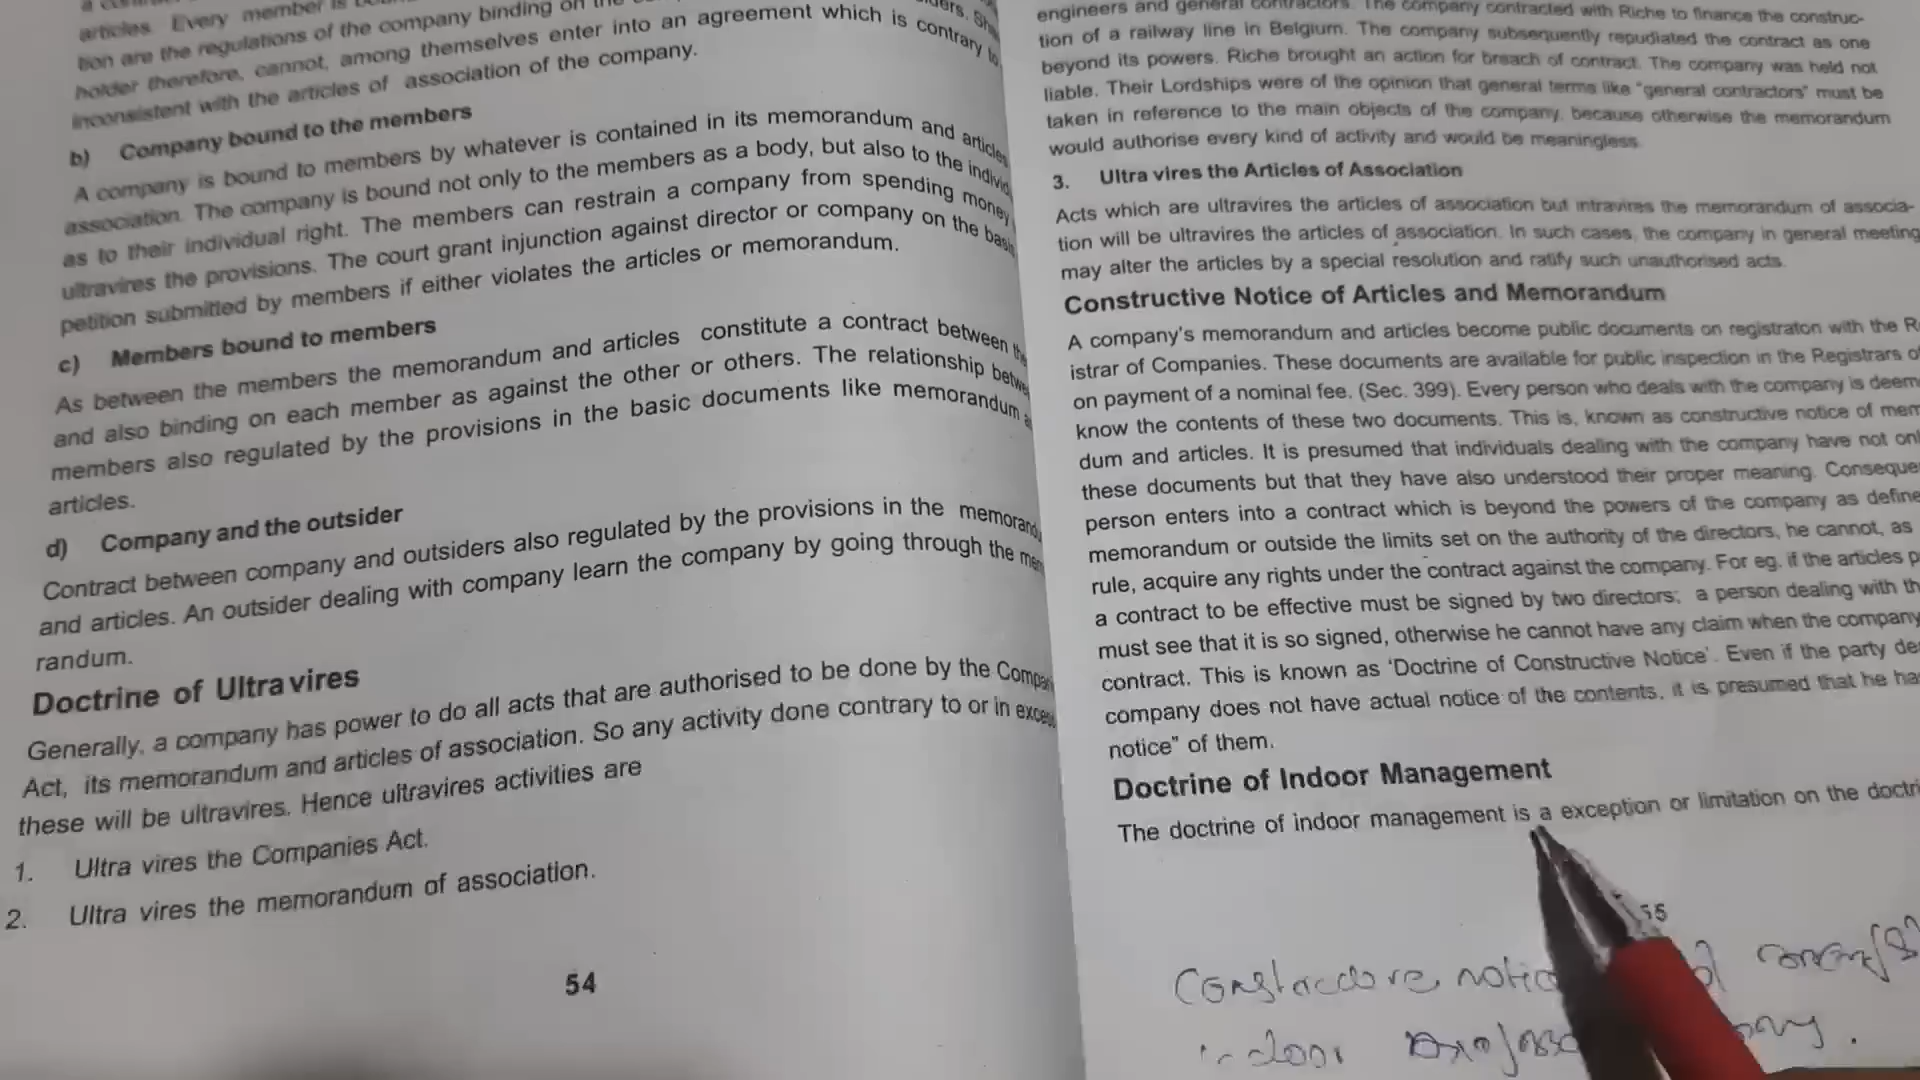 articles. Every member is
tion are the regulations of the company binding on
holder therefore, cannot, among themselves enter into an agreement which is contrary to
inconsistent with the articles of association of the company.
b) Company bound to the members
A company is bound to members by whatever is contained in its memorandum and articles
association. The company is bound not only to the members as a body, but also to the individ
as to their individual right. The members can restrain a company from spending money
ultravires the provisions. The court grant injunction against director or company on the basis
petition submitted by members if either violates the articles or memorandum.
c) Members bound to members
As between the members the memorandum and articles constitute a contract between the
and also binding on each member as against the other or others. The relationship betwe
members also regulated by the provisions in the basic documents like memorandum a
articles.
d) Company and the outsider
Contract between company and outsiders also regulated by the provisions in the memorandu
and articles. An outsider dealing with company learn the company by going through the mem
randum.
Doctrine of Ultra vires
Generally, a company has power to do all acts that are authorised to be done by the Compan
Act, its memorandum and articles of association. So any activity done contrary to or in exces
these will be ultravires. Hence ultravires activities are
1. Ultra vires the Companies Act.
2. Ultra vires the memorandum of association.
54
engineers and general contractors. The company contracted with Riche to finance the construc-
tion of a railway line in Belgium. The company subsequently repudiated the contract as one
beyond its powers. Riche brought an action for breach of contract. The company was held not
liable. Their Lordships were of the opinion that general terms like "general contractors" must be
taken in reference to the main objects of the company, because otherwise the memorandum
would authorise every kind of activity and would be meaningless.
3. Ultra vires the Articles of Association
Acts which are ultravires the articles of association but intravires the memorandum of associa-
tion will be ultravires the articles of association. In such cases, the company in general meeting
may alter the articles by a special resolution and ratify such unauthorised acts.
Constructive Notice of Articles and Memorandum
A company's memorandum and articles become public documents on registraton with the R
istrar of Companies. These documents are available for public inspection in the Registrars of
on payment of a nominal fee. (Sec. 399). Every person who deals with the company is deem
know the contents of these two documents. This is, known as constructive notice of mem
dum and articles. It is presumed that individuals dealing with the company have not onl
these documents but that they have also understood their proper meaning. Conseque
person enters into a contract which is beyond the powers of the company as define
memorandum or outside the limits set on the authority of the directors, he cannot, as
rule, acquire any rights under the contract against the company. For eg. if the articles p
a contract to be effective must be signed by two directors; a person dealing with th
must see that it is so signed, otherwise he cannot have any claim when the company
contract. This is known as 'Doctrine of Constructive Notice'. Even if the party de
company does not have actual notice of the contents, it is presumed that he ha
notice" of them.
Doctrine of Indoor Management
The doctrine of indoor management is a exception or limitation on the doctri
55
indoor